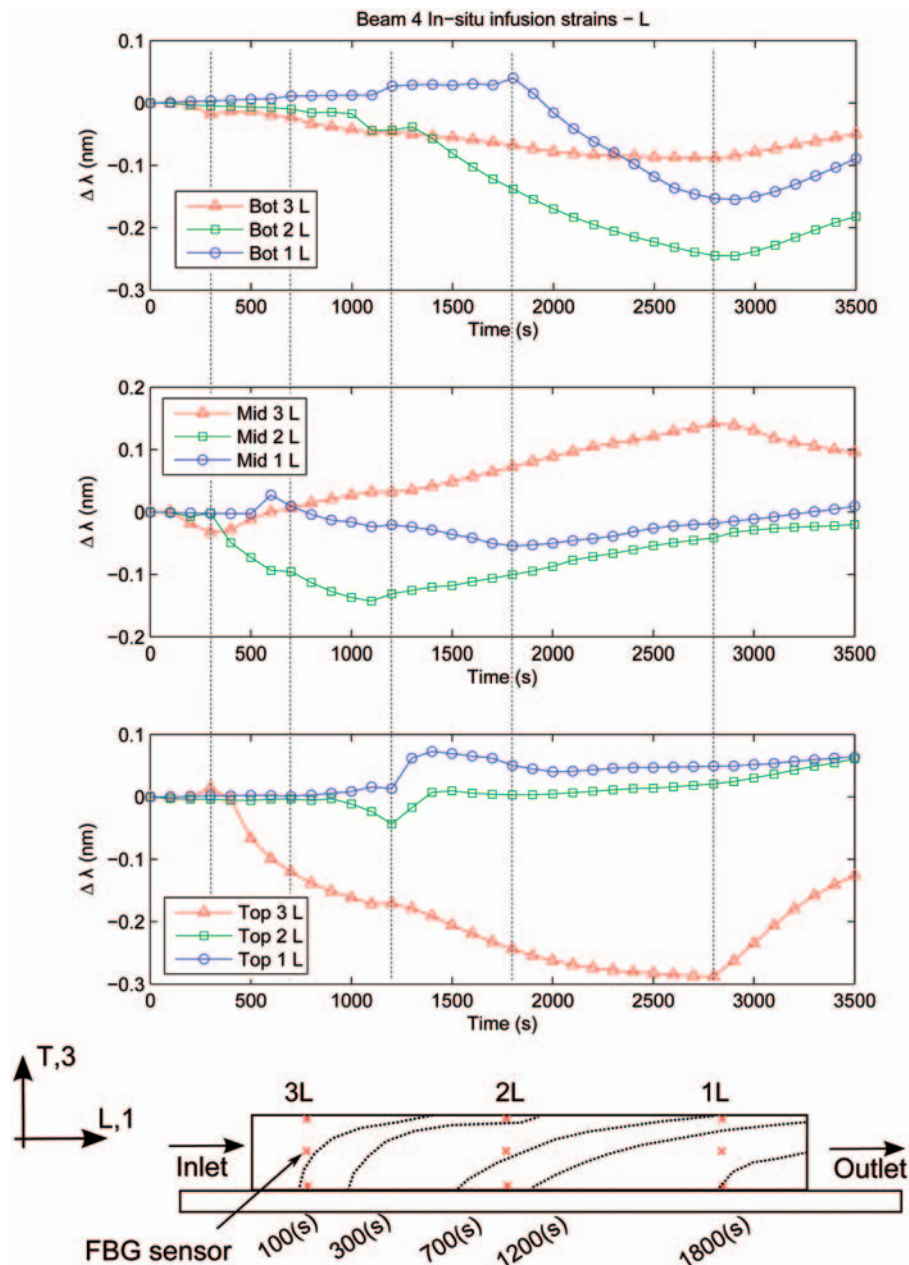 Beam 4 In-situ infusion strains – L
0.1
0
−0.1
−0.2
−0.3
Δ λ (nm)
Bot 3 L
Bot 2 L
Bot 1 L
0 500 1000 1500 2000 2500 3000 3500
Time (s)
0.2
0.1
0
−0.1
−0.2
Δ λ (nm)
Mid 3 L
Mid 2 L
Mid 1 L
0 500 1000 1500 2000 2500 3000 3500
Time (s)
0.1
0
−0.1
−0.2
−0.3
Δ λ (nm)
Top 3 L
Top 2 L
Top 1 L
0 500 1000 1500 2000 2500 3000 3500
Time (s)
T,3
L,1
3L 2L 1L
Inlet
Outlet
FBG sensor
100(s) 300(s) 700(s) 1200(s) 1800(s)